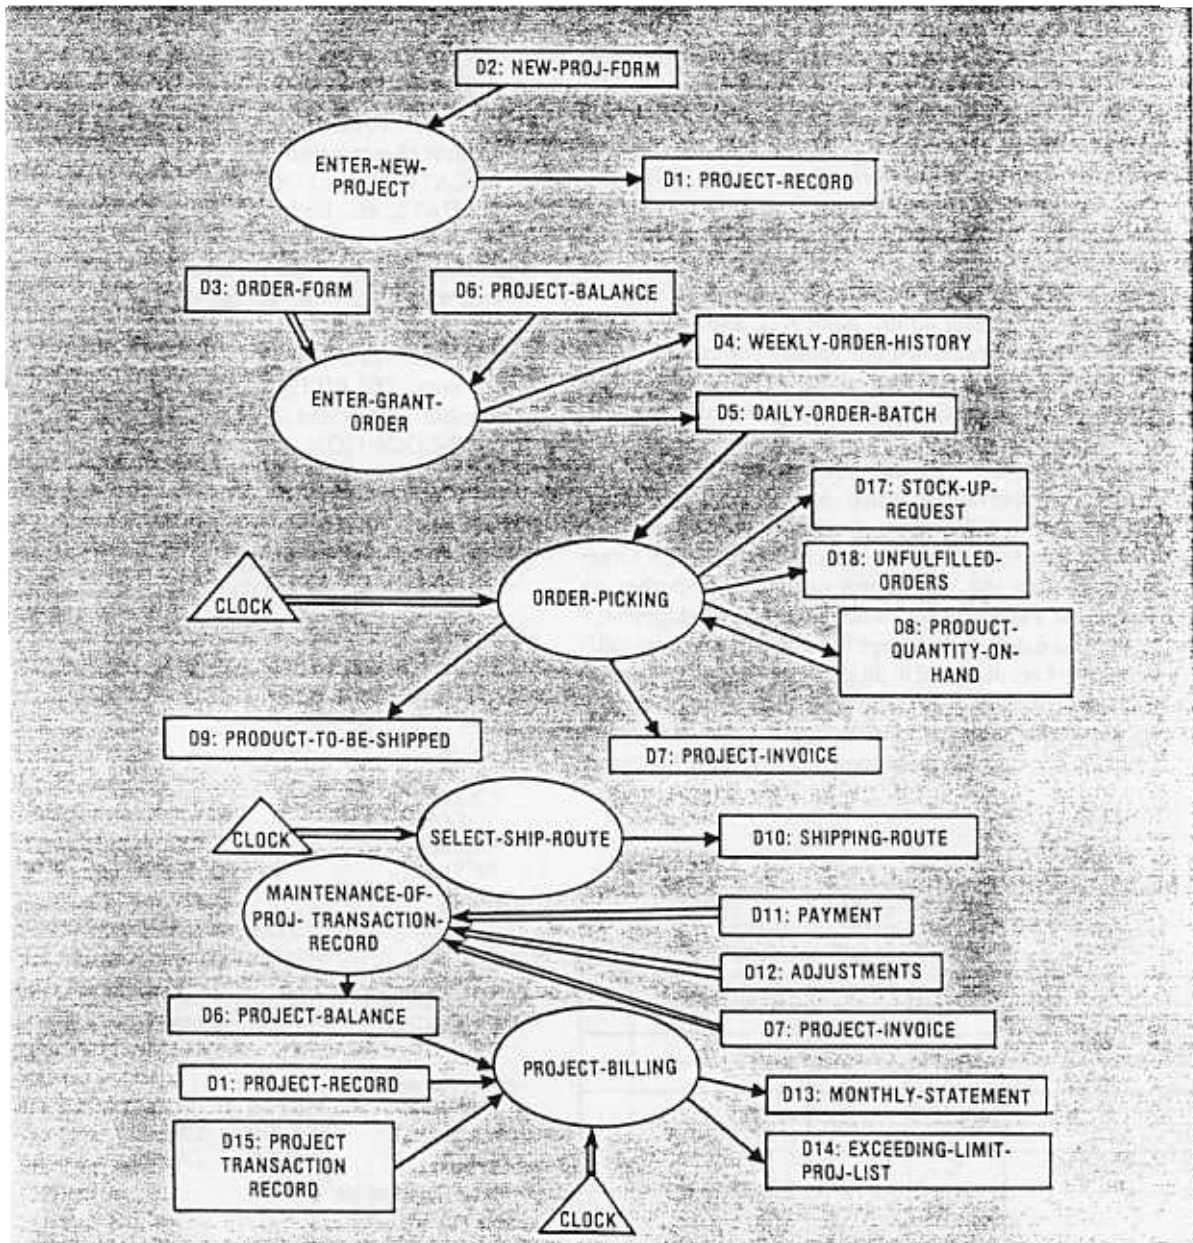 D2: NEW-PROJ-FORM
ENTER-NEW-
PROJECT
D1: PROJECT-RECORD
D3: ORDER-FORM
D6: PROJECT-BALANCE
D4: WEEKLY-ORDER-HISTORY
ENTER-GRANT-
ORDER
D5: DAILY-ORDER-BATCH
D17: STOCK-UP-
REQUEST
D18: UNFULFILLED-
ORDERS
CLOCK
ORDER-PICKING
D8: PRODUCT-
QUANTITY-ON-
HAND
D9: PRODUCT-TO-BE-SHIPPED
D7: PROJECT-INVOICE
CLOCK
SELECT-SHIP-ROUTE
D10: SHIPPING-ROUTE
MAINTENANCE-OF-
PROJ- TRANSACTION-
RECORD
D11: PAYMENT
D12: ADJUSTMENTS
D6: PROJECT-BALANCE
D7: PROJECT-INVOICE
PROJECT-BILLING
D1: PROJECT-RECORD
D13: MONTHLY-STATEMENT
D15: PROJECT
TRANSACTION
RECORD
D14: EXCEEDING-LIMIT-
PROJ-LIST
CLOCK